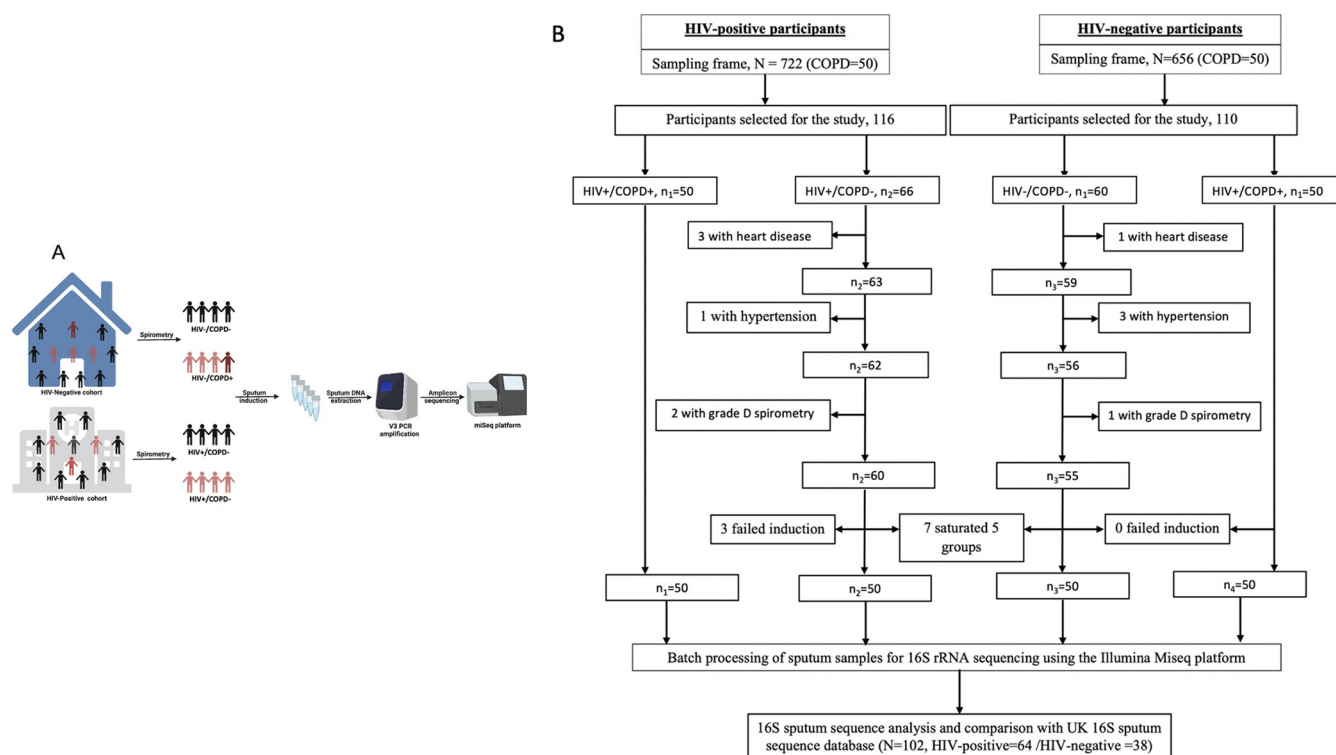 A
HIV-Negative cohort
Spirometry
HIV-/COPD-
HIV-/COPD+
HIV-Positive cohort
Spirometry
HIV+/COPD-
HIV+/COPD-
Sputum
induction
Sputum DNA
extraction
V3 PCR
amplification
Amplicon
sequencing
miSeq platform
B
HIV-positive participants
Sampling frame, N = 722 (COPD=50)
HIV-negative participants
Sampling frame, N=656 (COPD=50)
Participants selected for the study, 116
Participants selected for the study, 110
HIV+/COPD+, n₁=50
HIV+/COPD-, n₂=66
HIV-/COPD-, n₁=60
HIV+/COPD+, n₁=50
3 with heart disease
1 with heart disease
n₂=63
n₃=59
1 with hypertension
3 with hypertension
n₂=62
n₃=56
2 with grade D spirometry
1 with grade D spirometry
n₂=60
n₃=55
3 failed induction
7 saturated 5
groups
0 failed induction
n₁=50
n₂=50
n₃=50
n₄=50
Batch processing of sputum samples for 16S rRNA sequencing using the Illumina Miseq platform
16S sputum sequence analysis and comparison with UK 16S sputum
sequence database (N=102, HIV-positive=64 /HIV-negative =38)